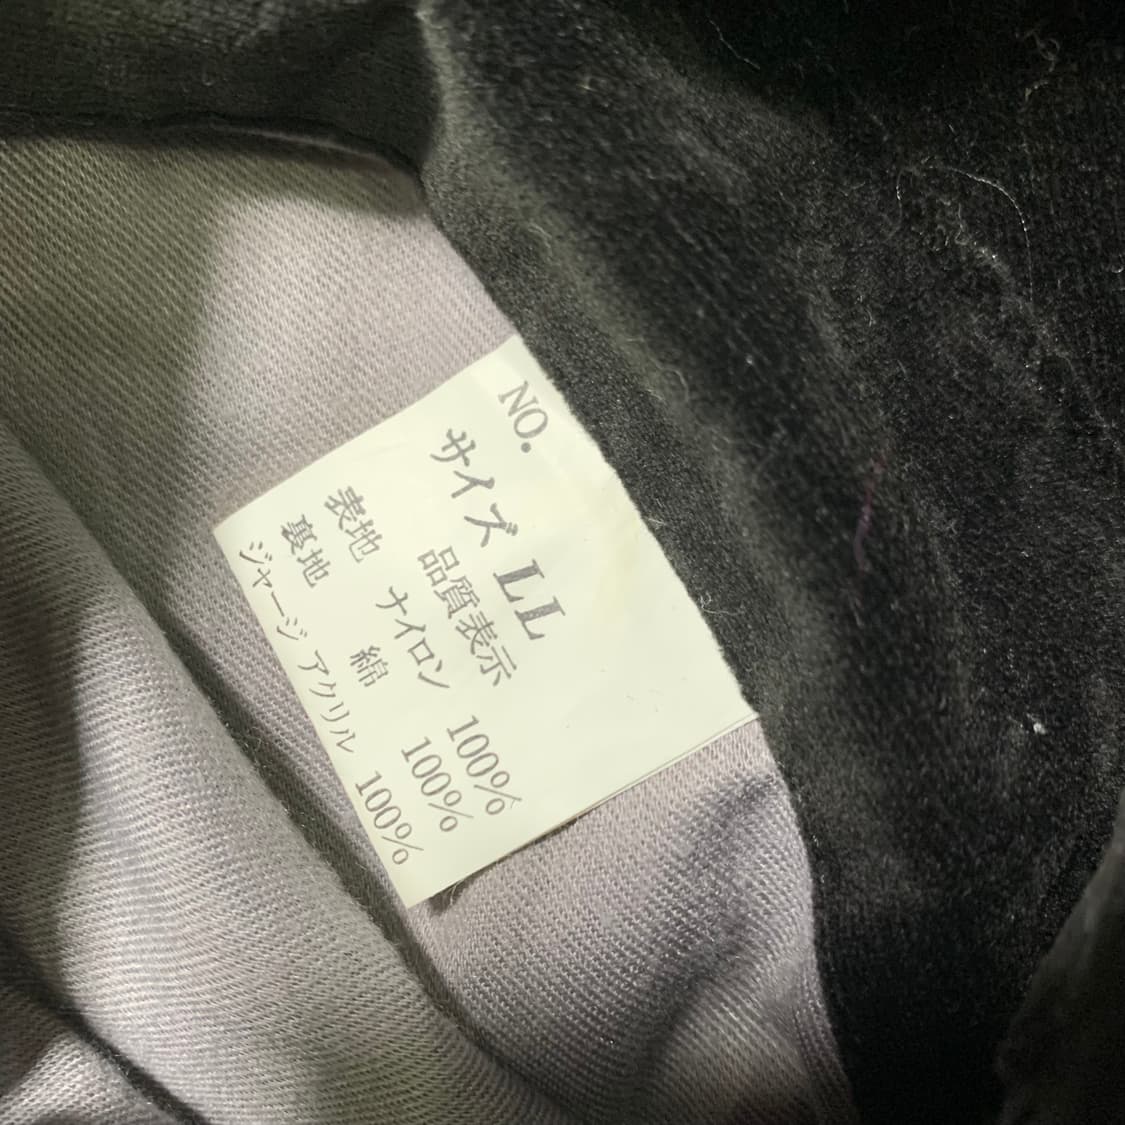 NO.
サイズ LL
品質表示
表地 ナイロン 100%
裏地 綿 100%
ジャージ アクリル 100%